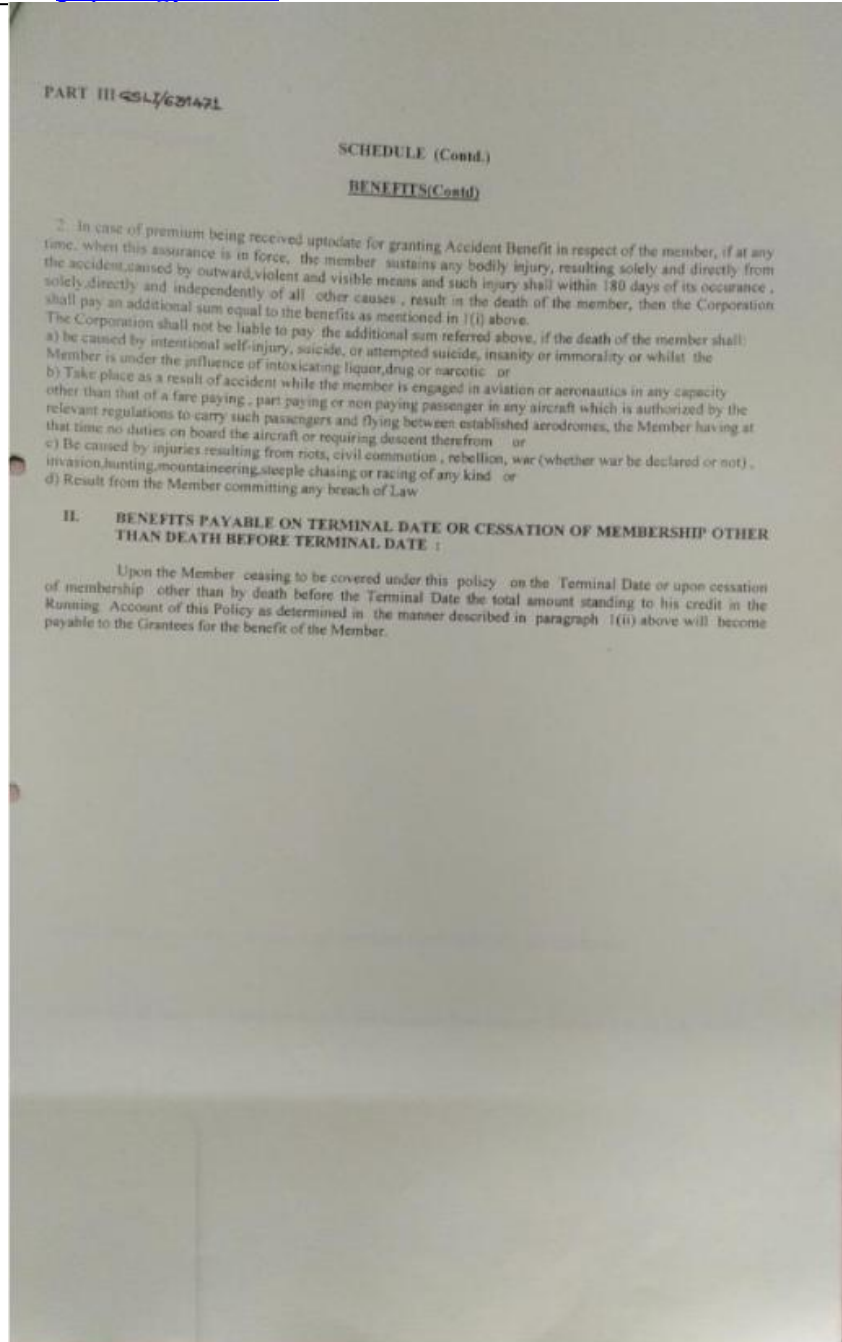 PART III GSLI/681471
SCHEDULE (Contd.)
BENEFITS(Contd)
2. In case of premium being received uptodate for granting Accident Benefit in respect of the member, if at any
time, when this assurance is in force, the member sustains any bodily injury, resulting solely and directly from
the accident,caused by outward,violent and visible means and such injury shall within 180 days of its occurance ,
solely,directly and independently of all other causes , result in the death of the member, then the Corporation
shall pay an additional sum equal to the benefits as mentioned in 1(i) above.
The Corporation shall not be liable to pay the additional sum referred above, if the death of the member shall:
a) be caused by intentional self-injury, suicide, or attempted suicide, insanity or immorality or whilst the
Member is under the influence of intoxicating liquor,drug or narcotic or
b) Take place as a result of accident while the member is engaged in aviation or aeronautics in any capacity
other than that of a fare paying , part paying or non paying passenger in any aircraft which is authorized by the
relevant regulations to carry such passengers and flying between established aerodromes, the Member having at
that time no duties on board the aircraft or requiring descent therefrom or
c) Be caused by injuries resulting from riots, civil commotion , rebellion, war (whether war be declared or not) ,
invasion,hunting,mountaineering,steeple chasing or racing of any kind or
d) Result from the Member committing any breach of Law
II. BENEFITS PAYABLE ON TERMINAL DATE OR CESSATION OF MEMBERSHIP OTHER
THAN DEATH BEFORE TERMINAL DATE :
Upon the Member ceasing to be covered under this policy on the Terminal Date or upon cessation
of membership other than by death before the Terminal Date the total amount standing to his credit in the
Running Account of this Policy as determined in the manner described in paragraph 1(ii) above will become
payable to the Grantees for the benefit of the Member.